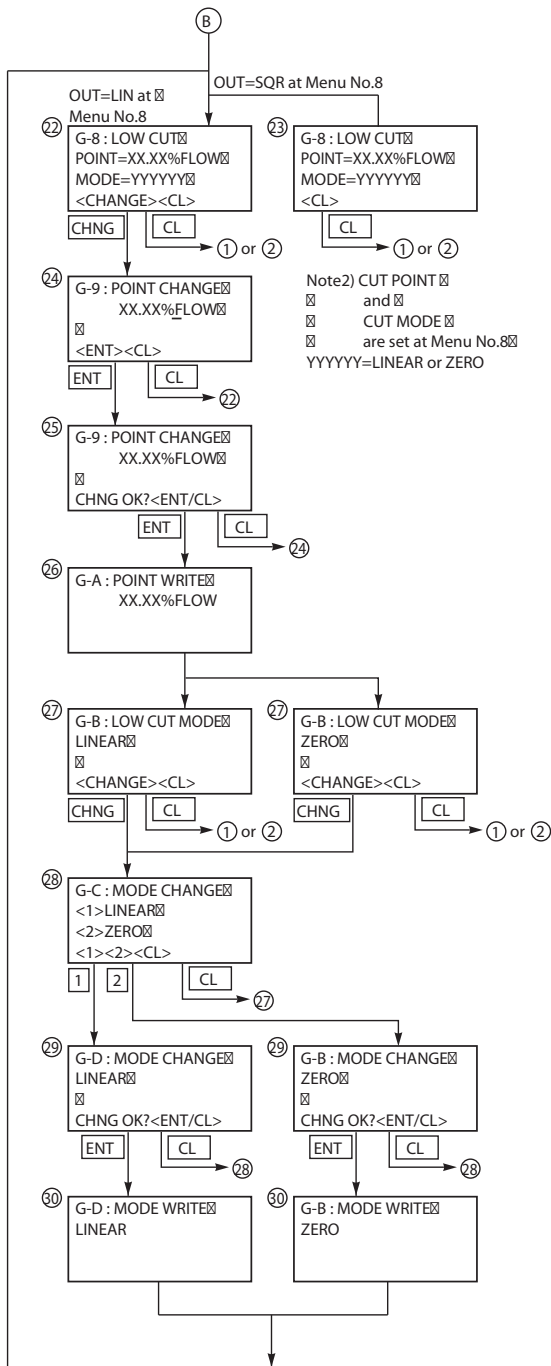 B
OUT=LIN at
Menu No.8
OUT=SQR at Menu No.8
22
G-8 : LOW CUT
POINT=XX.XX%FLOW
MODE=YYYYYY
<CHANGE><CL>
CHNG
CL
1 or 2
23
G-8 : LOW CUT
POINT=XX.XX%FLOW
MODE=YYYYYY
<CL>
CL
1 or 2
Note2) CUT POINT
and
CUT MODE
are set at Menu No.8
YYYYYY=LINEAR or ZERO
24
G-9 : POINT CHANGE
XX.XX%FLOW
<ENT><CL>
ENT
CL
22
25
G-9 : POINT CHANGE
XX.XX%FLOW
CHNG OK?<ENT/CL>
ENT
CL
24
26
G-A : POINT WRITE
XX.XX%FLOW
27
G-B : LOW CUT MODE
LINEAR
<CHANGE><CL>
CHNG
CL
1 or 2
27
G-B : LOW CUT MODE
ZERO
<CHANGE><CL>
CHNG
CL
1 or 2
28
G-C : MODE CHANGE
<1>LINEAR
<2>ZERO
<1><2><CL>
1
2
CL
27
29
G-D : MODE CHANGE
LINEAR
CHNG OK?<ENT/CL>
ENT
CL
28
29
G-B : MODE CHANGE
ZERO
CHNG OK?<ENT/CL>
ENT
CL
28
30
G-D : MODE WRITE
LINEAR
30
G-B : MODE WRITE
ZERO